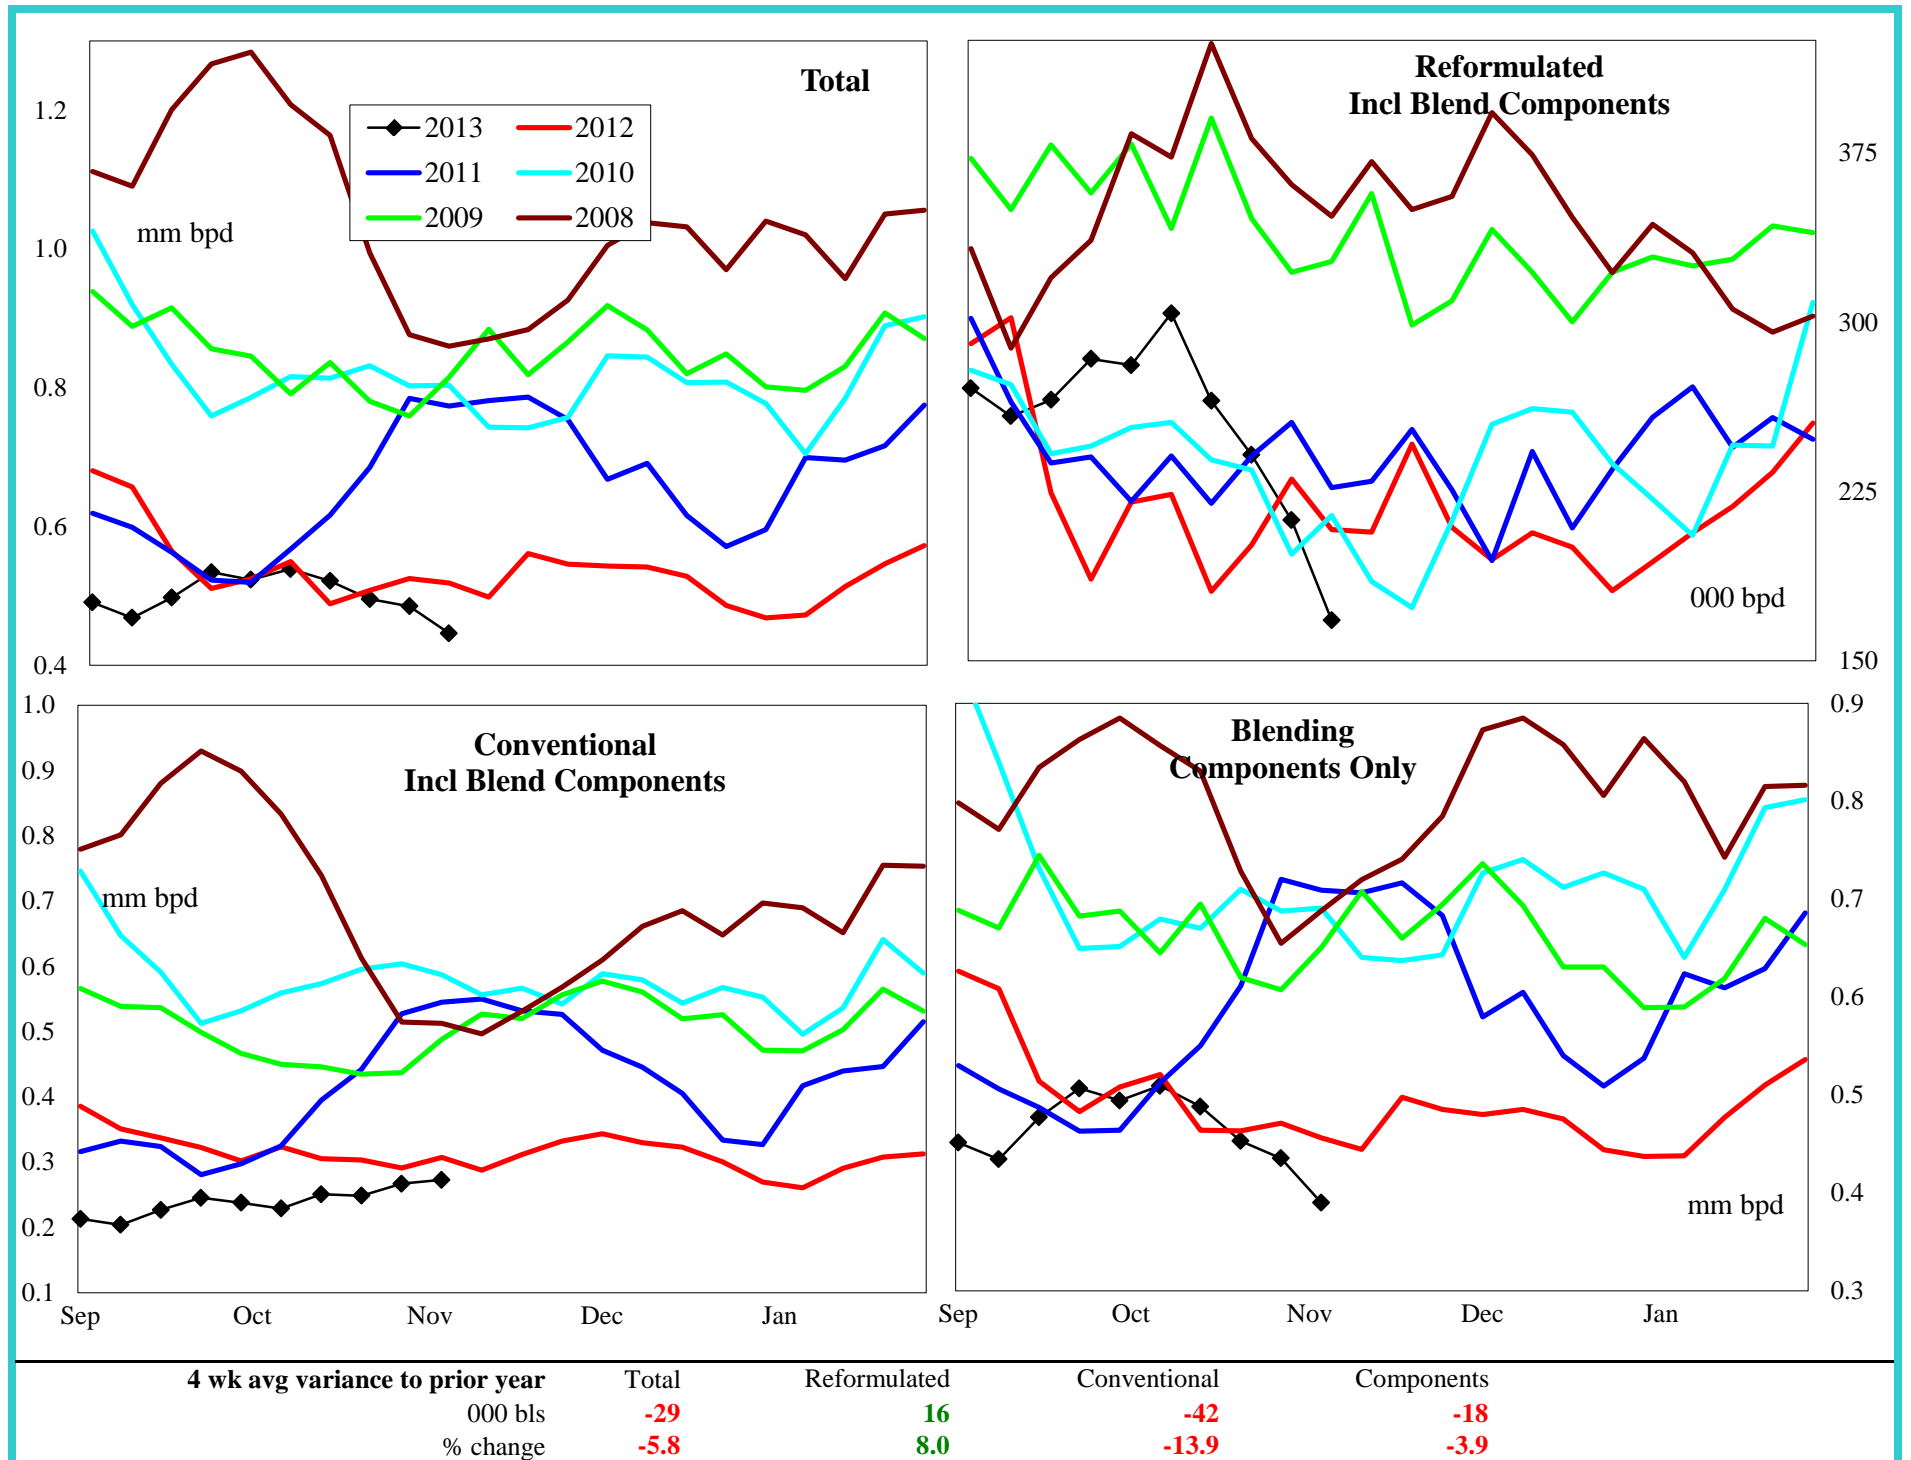 Total
1.2
1.0
0.8
0.6
0.4
mm bpd
2013 2012
2011 2010
2009 2008
Reformulated
Incl Blend Components
375
300
225
150
000 bpd
Conventional
Incl Blend Components
1.0
0.9
0.8
0.7
0.6
0.5
0.4
0.3
0.2
0.1
mm bpd
Sep Oct Nov Dec Jan
Blending
Components Only
0.9
0.8
0.7
0.6
0.5
0.4
0.3
mm bpd
Sep Oct Nov Dec Jan
4 wk avg variance to prior year Total Reformulated Conventional Components
000 bls -29 16 -42 -18
% change -5.8 8.0 -13.9 -3.9